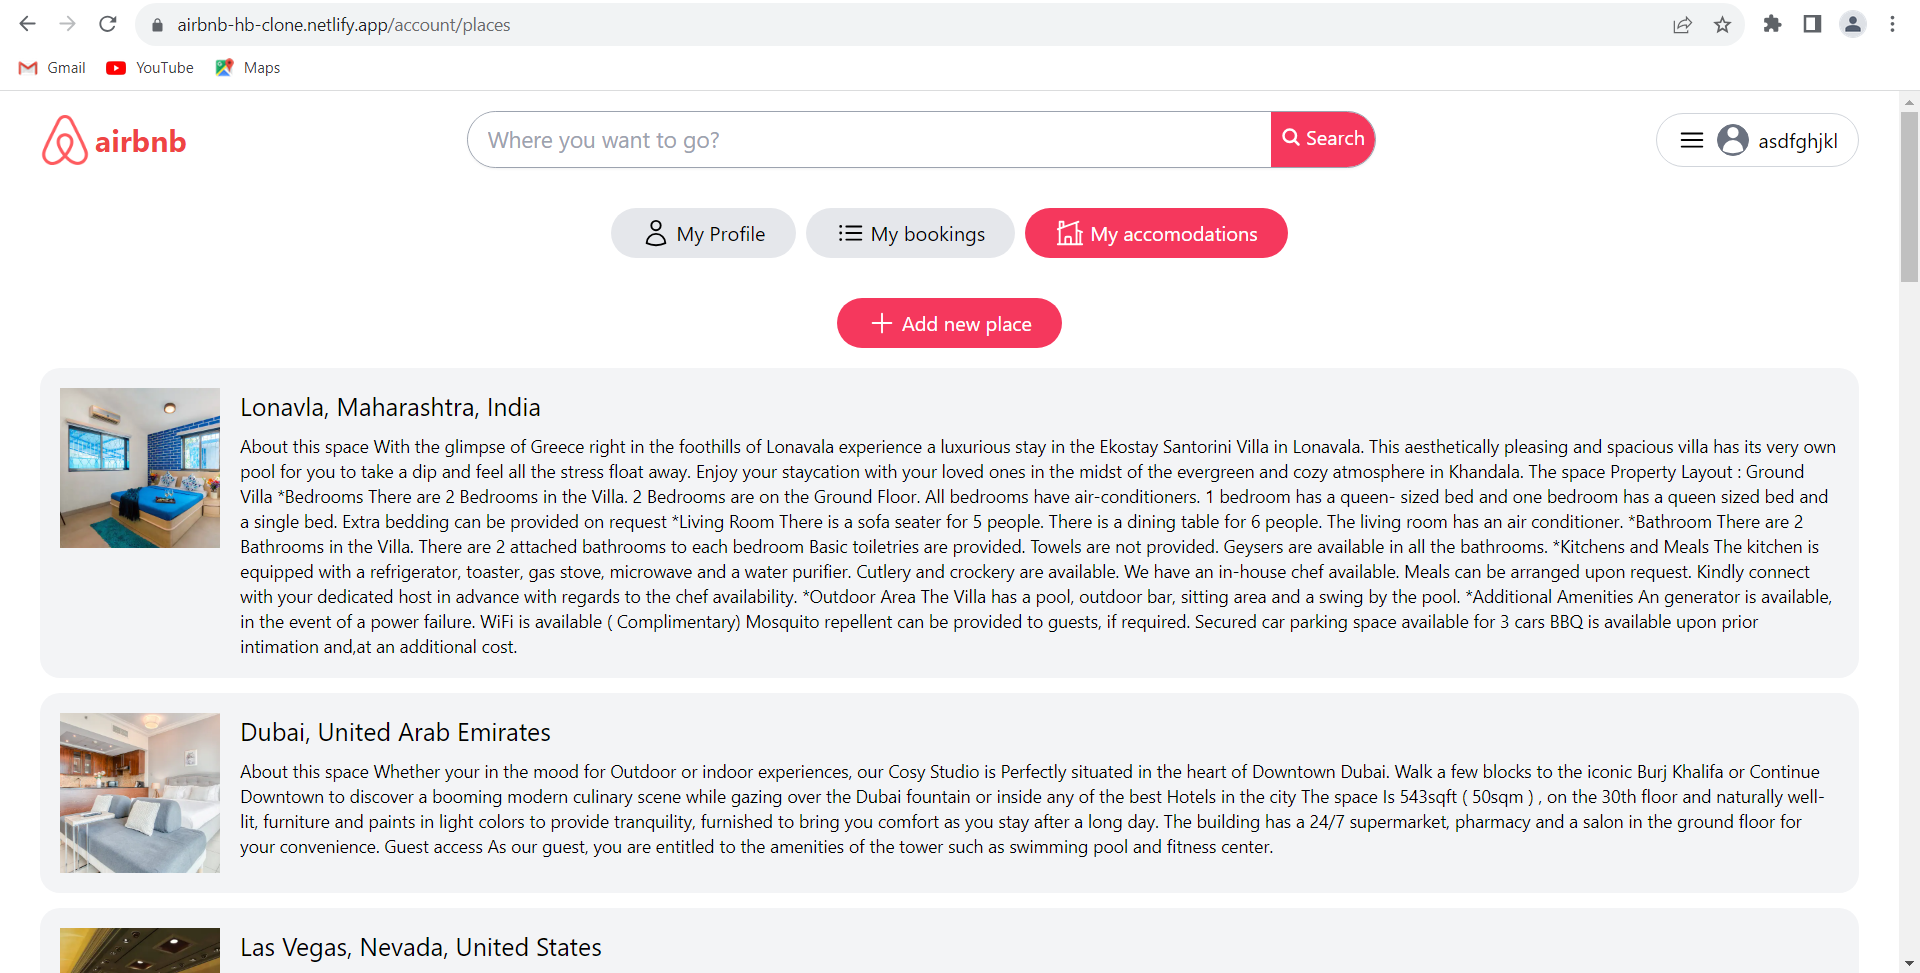 airbnb-hb-clone.netlify.app/account/places
Gmail YouTube Maps
airbnb
Where you want to go?
Search
asdfghjkl
My Profile
My bookings
My accomodations
Add new place
Lonavla, Maharashtra, India
About this space With the glimpse of Greece right in the foothills of Lonavala experience a luxurious stay in the Ekostay Santorini Villa in Lonavala. This aesthetically pleasing and spacious villa has its very own
pool for you to take a dip and feel all the stress float away. Enjoy your staycation with your loved ones in the midst of the evergreen and cozy atmosphere in Khandala. The space Property Layout : Ground
Villa *Bedrooms There are 2 Bedrooms in the Villa. 2 Bedrooms are on the Ground Floor. All bedrooms have air-conditioners. 1 bedroom has a queen- sized bed and one bedroom has a queen sized bed and
a single bed. Extra bedding can be provided on request *Living Room There is a sofa seater for 5 people. There is a dining table for 6 people. The living room has an air conditioner. *Bathroom There are 2
Bathrooms in the Villa. There are 2 attached bathrooms to each bedroom Basic toiletries are provided. Towels are not provided. Geysers are available in all the bathrooms. *Kitchens and Meals The kitchen is
equipped with a refrigerator, toaster, gas stove, microwave and a water purifier. Cutlery and crockery are available. We have an in-house chef available. Meals can be arranged upon request. Kindly connect
with your dedicated host in advance with regards to the chef availability. *Outdoor Area The Villa has a pool, outdoor bar, sitting area and a swing by the pool. *Additional Amenities An generator is available,
in the event of a power failure. WiFi is available ( Complimentary) Mosquito repellent can be provided to guests, if required. Secured car parking space available for 3 cars BBQ is available upon prior
intimation and,at an additional cost.
Dubai, United Arab Emirates
About this space Whether your in the mood for Outdoor or indoor experiences, our Cosy Studio is Perfectly situated in the heart of Downtown Dubai. Walk a few blocks to the iconic Burj Khalifa or Continue
Downtown to discover a booming modern culinary scene while gazing over the Dubai fountain or inside any of the best Hotels in the city The space Is 543sqft ( 50sqm ) , on the 30th floor and naturally well-
lit, furniture and paints in light colors to provide tranquility, furnished to bring you comfort as you stay after a long day. The building has a 24/7 supermarket, pharmacy and a salon in the ground floor for
your convenience. Guest access As our guest, you are entitled to the amenities of the tower such as swimming pool and fitness center.
Las Vegas, Nevada, United States